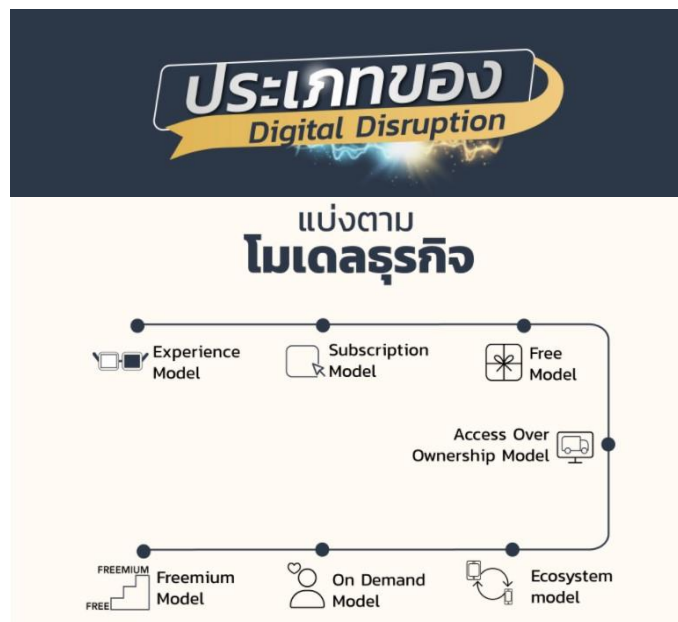 ประเภทของ
Digital Disruption
แบ่งตาม
โมเดลธุรกิจ
Experience
Model
Subscription
Model
Free
Model
Access Over
Ownership Model
FREEMIUM
FREE
Freemium
Model
On Demand
Model
Ecosystem
model